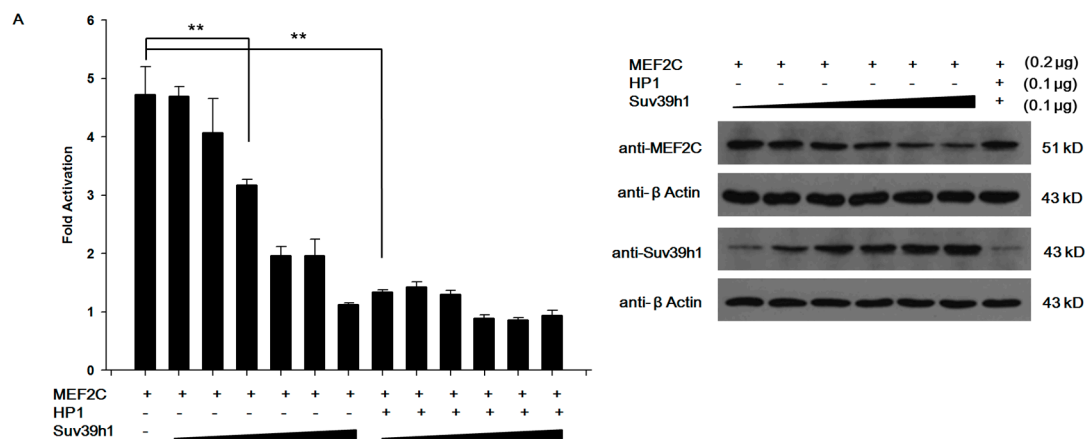 A
Fold Activation
6
5
4
3
2
1
0
**
**
MEF2C + + + + + + + + + + + + +
HP1 - - - - - - - + + + + + +
Suv39h1 -
MEF2C + + + + + + + (0.2 μg)
HP1 - - - - - - + (0.1 μg)
Suv39h1 + (0.1 μg)
anti-MEF2C 51 kD
anti-β Actin 43 kD
anti-Suv39h1 43 kD
anti-β Actin 43 kD